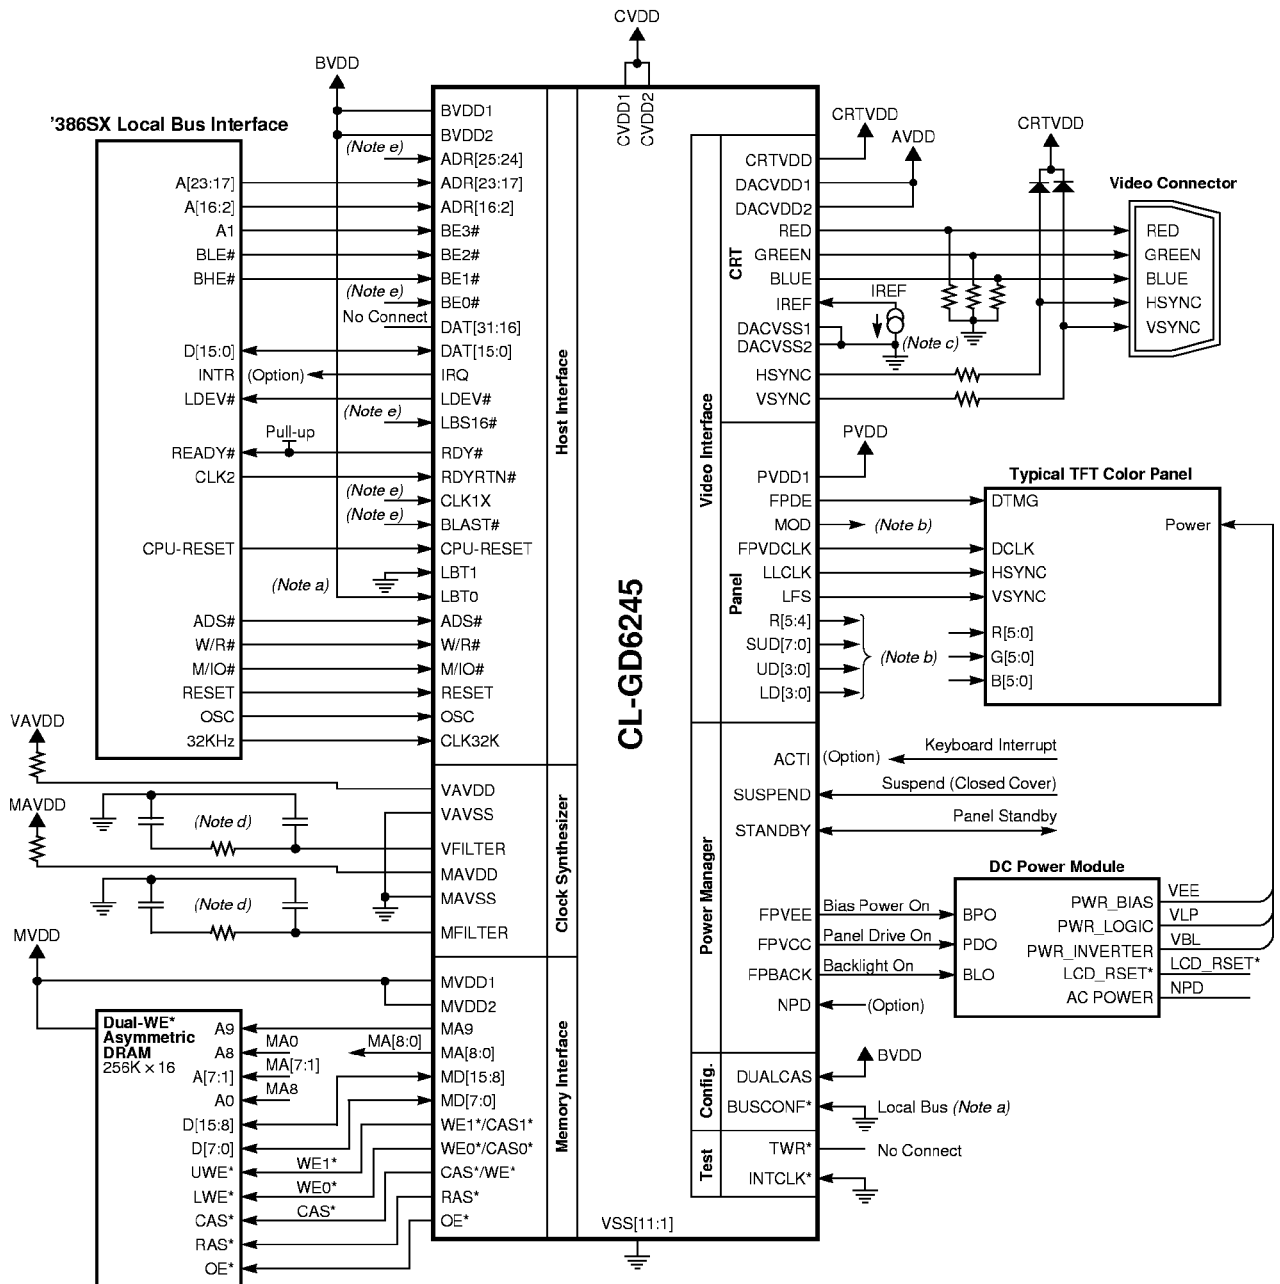 CVDD
BVDD
'386SX Local Bus Interface
A[23:17]
A[16:2]
A1
BLE#
BHE#
D[15:0]
INTR
(Option)
LDEV#
READY#
CLK2
CPU-RESET
ADS#
W/R#
M/IO#
RESET
OSC
32KHz
(Note e)
(Note e)
No Connect
(Note e)
Pull-up
(Note e)
(Note e)
(Note a)
BVDD1
BVDD2
ADR[25:24]
ADR[23:17]
ADR[16:2]
BE3#
BE2#
BE1#
BE0#
DAT[31:16]
DAT[15:0]
IRQ
LDEV#
LBS16#
RDY#
RDYRTN#
CLK1X
BLAST#
CPU-RESET
LBT1
LBT0
ADS#
W/R#
M/IO#
RESET
OSC
CLK32K
Host Interface
VAVDD
MAVDD
(Note d)
(Note d)
VAVDD
VAVSS
VFILTER
MAVDD
MAVSS
MFILTER
Clock Synthesizer
MVDD
Dual-WE*
Asymmetric
DRAM
256K × 16
A9
A8
A[7:1]
A0
D[15:8]
D[7:0]
UWE*
LWE*
CAS*
RAS*
OE*
MA0
MA[7:1]
MA8
MA[8:0]
WE1*
WE0*
CAS*
MVDD1
MVDD2
MA9
MA[8:0]
MD[15:8]
MD[7:0]
WE1*/CAS1*
WE0*/CAS0*
CAS*/WE*
RAS*
OE*
Memory Interface
CVDD1
CVDD2
CL-GD6245
VSS[11:1]
Video Interface
CRT
CRTVDD
DACVDD1
DACVDD2
RED
GREEN
BLUE
IREF
DACVSS1
DACVSS2
HSYNC
VSYNC
CRTVDD
AVDD
CRTVDD
IREF
(Note c)
Video Connector
RED
GREEN
BLUE
HSYNC
VSYNC
Panel
PVDD1
FPDE
MOD
FPVDCLK
LLCLK
LFS
R[5:4]
SUD[7:0]
UD[3:0]
LD[3:0]
PVDD
(Note b)
(Note b)
Typical TFT Color Panel
DTMG
Power
DCLK
HSYNC
VSYNC
R[5:0]
G[5:0]
B[5:0]
Power Manager
ACTI
(Option)
Keyboard Interrupt
SUSPEND
Suspend (Closed Cover)
STANDBY
Panel Standby
FPVEE
Bias Power On
FPVCC
Panel Drive On
FPBACK
Backlight On
NPD
(Option)
DC Power Module
BPO
PDO
BLO
PWR_BIAS
PWR_LOGIC
PWR_INVERTER
LCD_RSET*
AC POWER
VEE
VLP
VBL
LCD_RSET*
NPD
Config.
DUALCAS
BVDD
BUSCONF*
Local Bus (Note a)
Test
TWR*
No Connect
INTCLK*